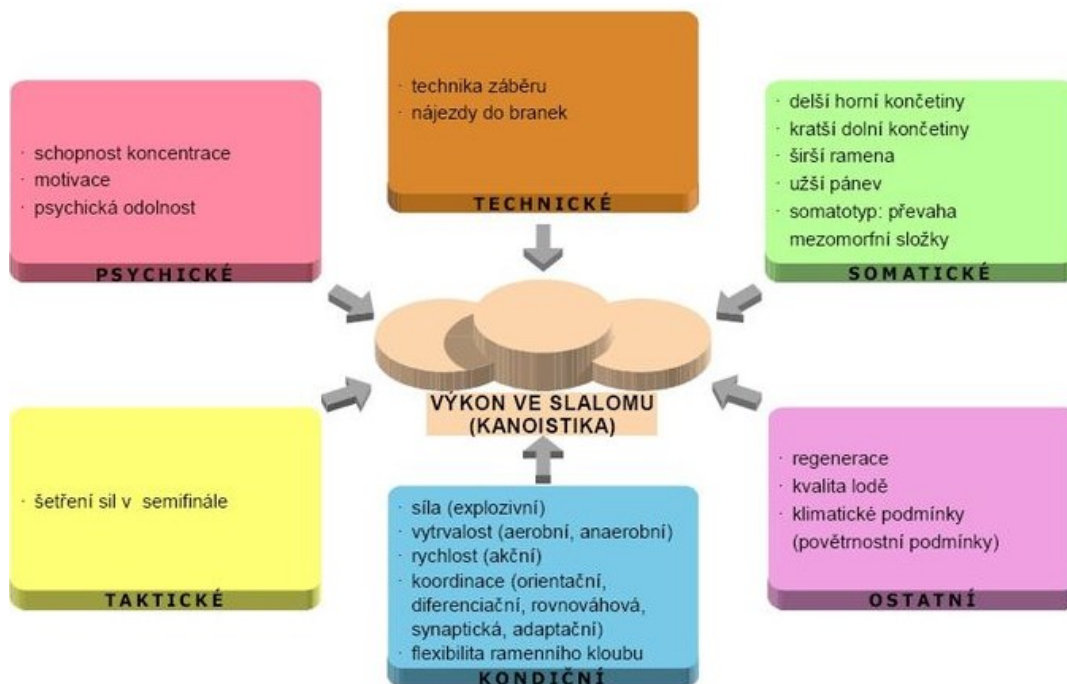 · technika záběru
· nájezdy do branek
TECHNICKÉ
· schopnost koncentrace
· motivace
· psychická odolnost
PSYCHICKÉ
· delší horní končetiny
· kratší dolní končetiny
· širší ramena
· užší pánev
· somatotyp: převaha
mezomorfní složky
SOMATICKÉ
VÝKON VE SLALOMU
(KANOISTIKA)
· šetření sil v semifinále
TAKTICKÉ
· síla (explozivní)
· vytrvalost (aerobní, anaerobní)
· rychlost (akční)
· koordinace (orientační,
diferenciační, rovnováhová,
synaptická, adaptační)
· flexibilita ramenního kloubu
KONDIČNÍ
· regenerace
· kvalita lodě
· klimatické podmínky
(povětrnostní podmínky)
OSTATNÍ